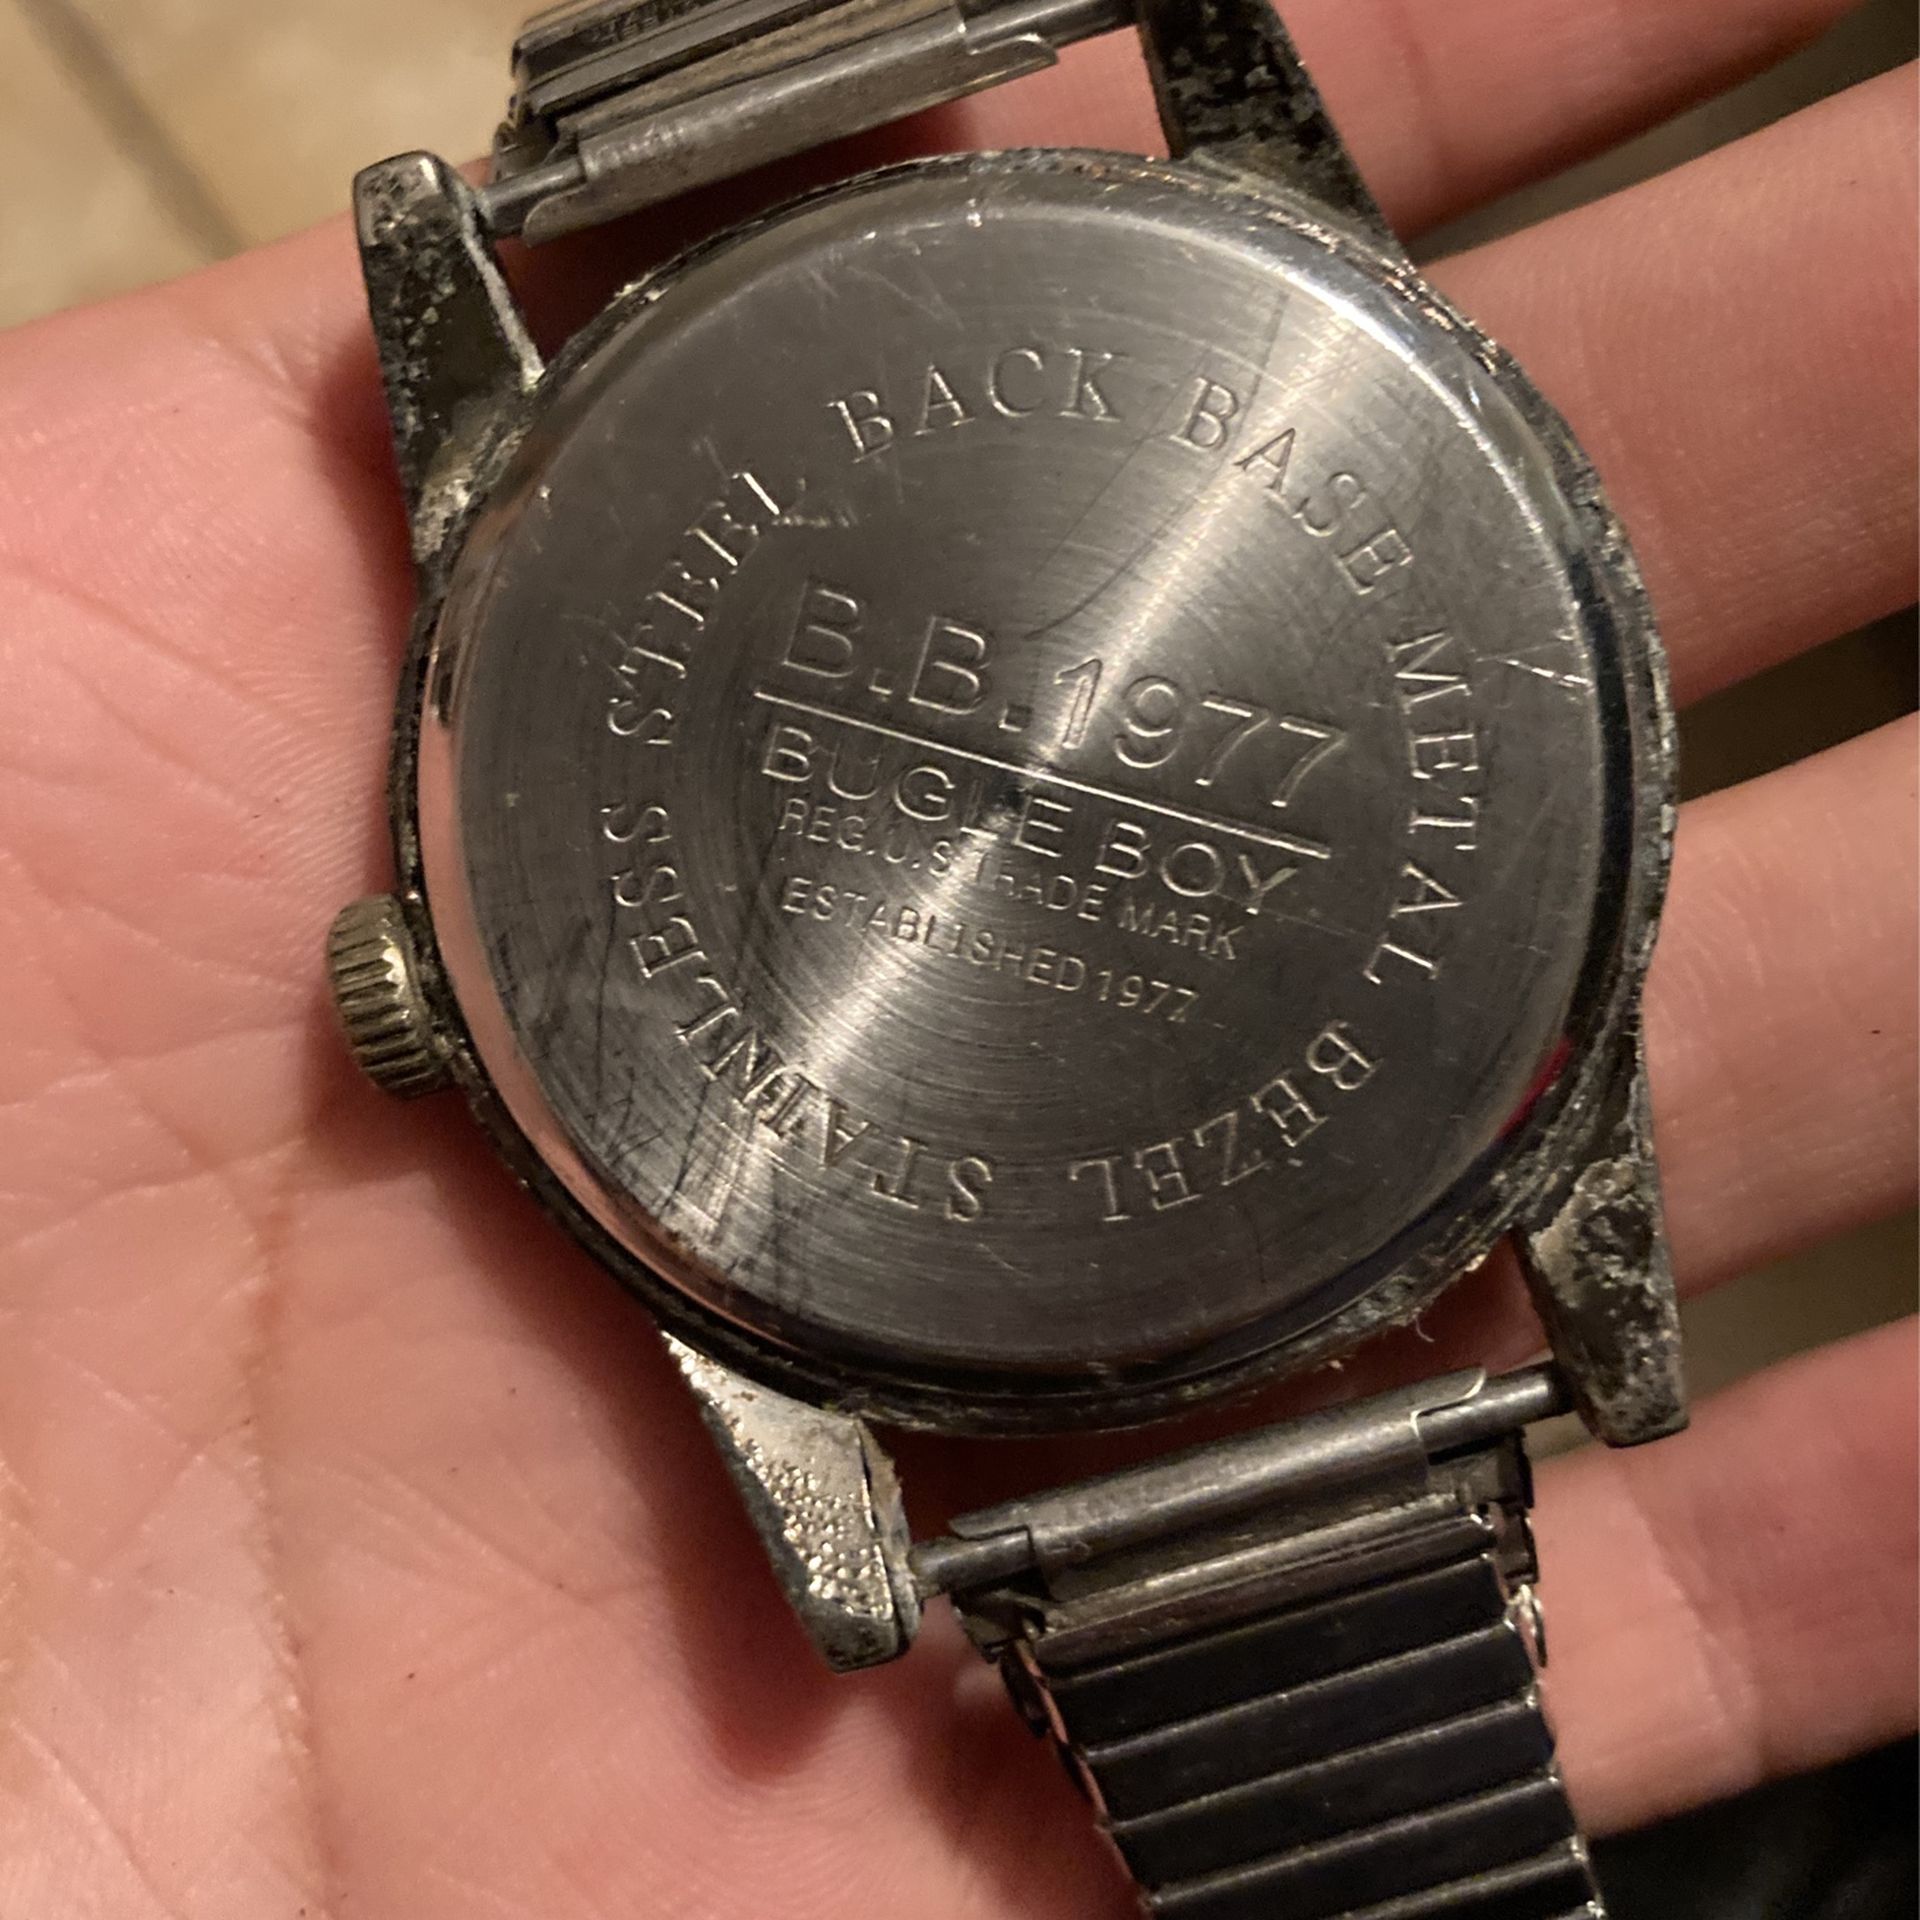 B.B.1977
BUGLE BOY
REG.U.S TRADE MARK
ESTABLISHED 1977
STAINLESS STEEL BACK BASE METAL BEZEL